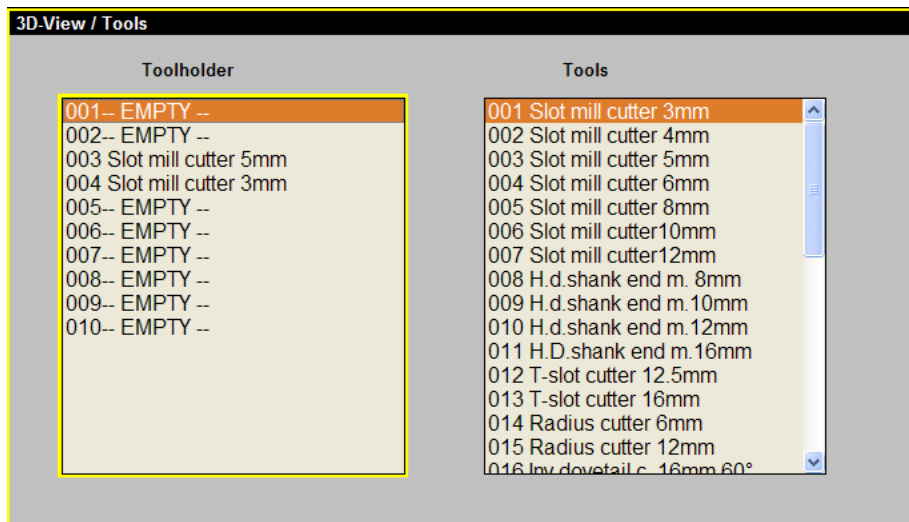 3D-View / Tools
Toolholder
001-- EMPTY --
002-- EMPTY --
003 Slot mill cutter 5mm
004 Slot mill cutter 3mm
005-- EMPTY --
006-- EMPTY --
007-- EMPTY --
008-- EMPTY --
009-- EMPTY --
010-- EMPTY --
Tools
001 Slot mill cutter 3mm
002 Slot mill cutter 4mm
003 Slot mill cutter 5mm
004 Slot mill cutter 6mm
005 Slot mill cutter 8mm
006 Slot mill cutter10mm
007 Slot mill cutter12mm
008 H.d.shank end m. 8mm
009 H.d.shank end m.10mm
010 H.d.shank end m.12mm
011 H.D.shank end m.16mm
012 T-slot cutter 12.5mm
013 T-slot cutter 16mm
014 Radius cutter 6mm
015 Radius cutter 12mm
016 Inv dovetail c. 16mm 60°